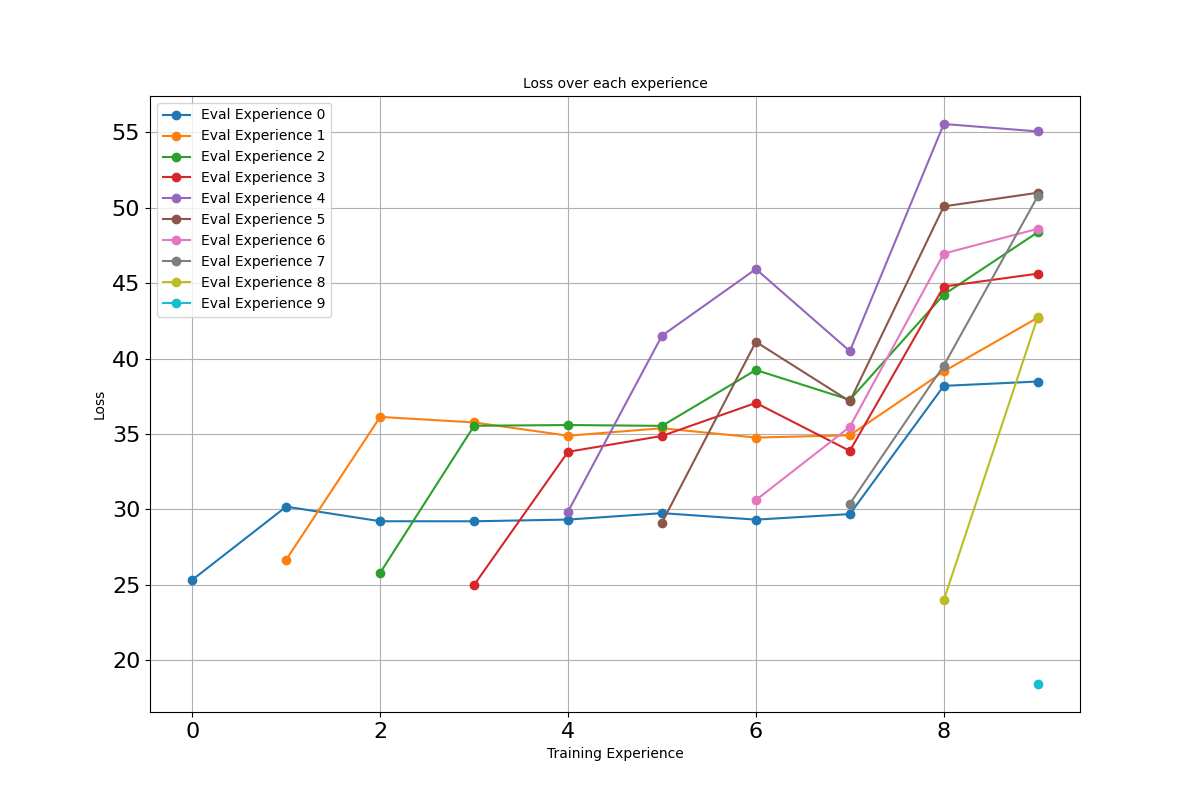 Loss over each experience
Eval Experience 0
Eval Experience 1
Eval Experience 2
Eval Experience 3
Eval Experience 4
Eval Experience 5
Eval Experience 6
Eval Experience 7
Eval Experience 8
Eval Experience 9
55
50
45
40
35
30
25
20
Loss
0 2 4 6 8
Training Experience